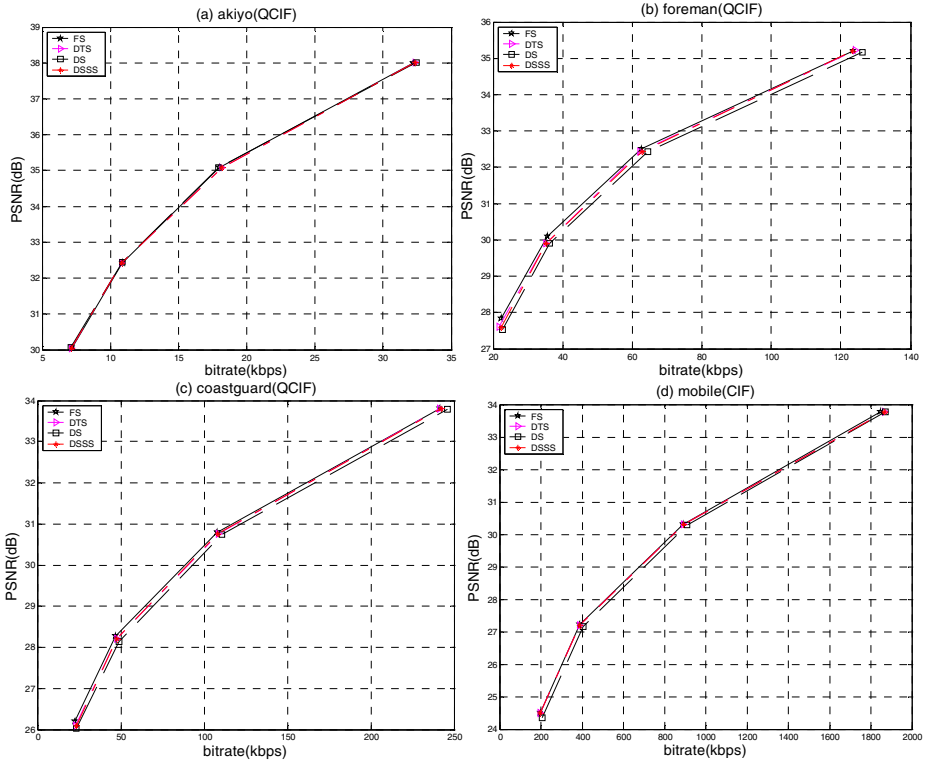 (a) akiyo(QCIF)
39
38
37
36
35
34
33
32
31
30
PSNR(dB)
FS
DTS
DS
DSSS
5 10 15 20 25 30 35
bitrate(kbps)
(b) foreman(QCIF)
36
35
34
33
32
31
30
29
28
27
PSNR(dB)
FS
DTS
DS
DSSS
20 40 60 80 100 120 140
bitrate(kbps)
(c) coastguard(QCIF)
34
33
32
31
30
29
28
27
26
PSNR(dB)
FS
DTS
DS
DSSS
0 50 100 150 200 250
bitrate(kbps)
(d) mobile(CIF)
34
33
32
31
30
29
28
27
26
25
24
PSNR(dB)
FS
DTS
DS
DSSS
0 200 400 600 800 1000 1200 1400 1600 1800 2000
bitrate(kbps)